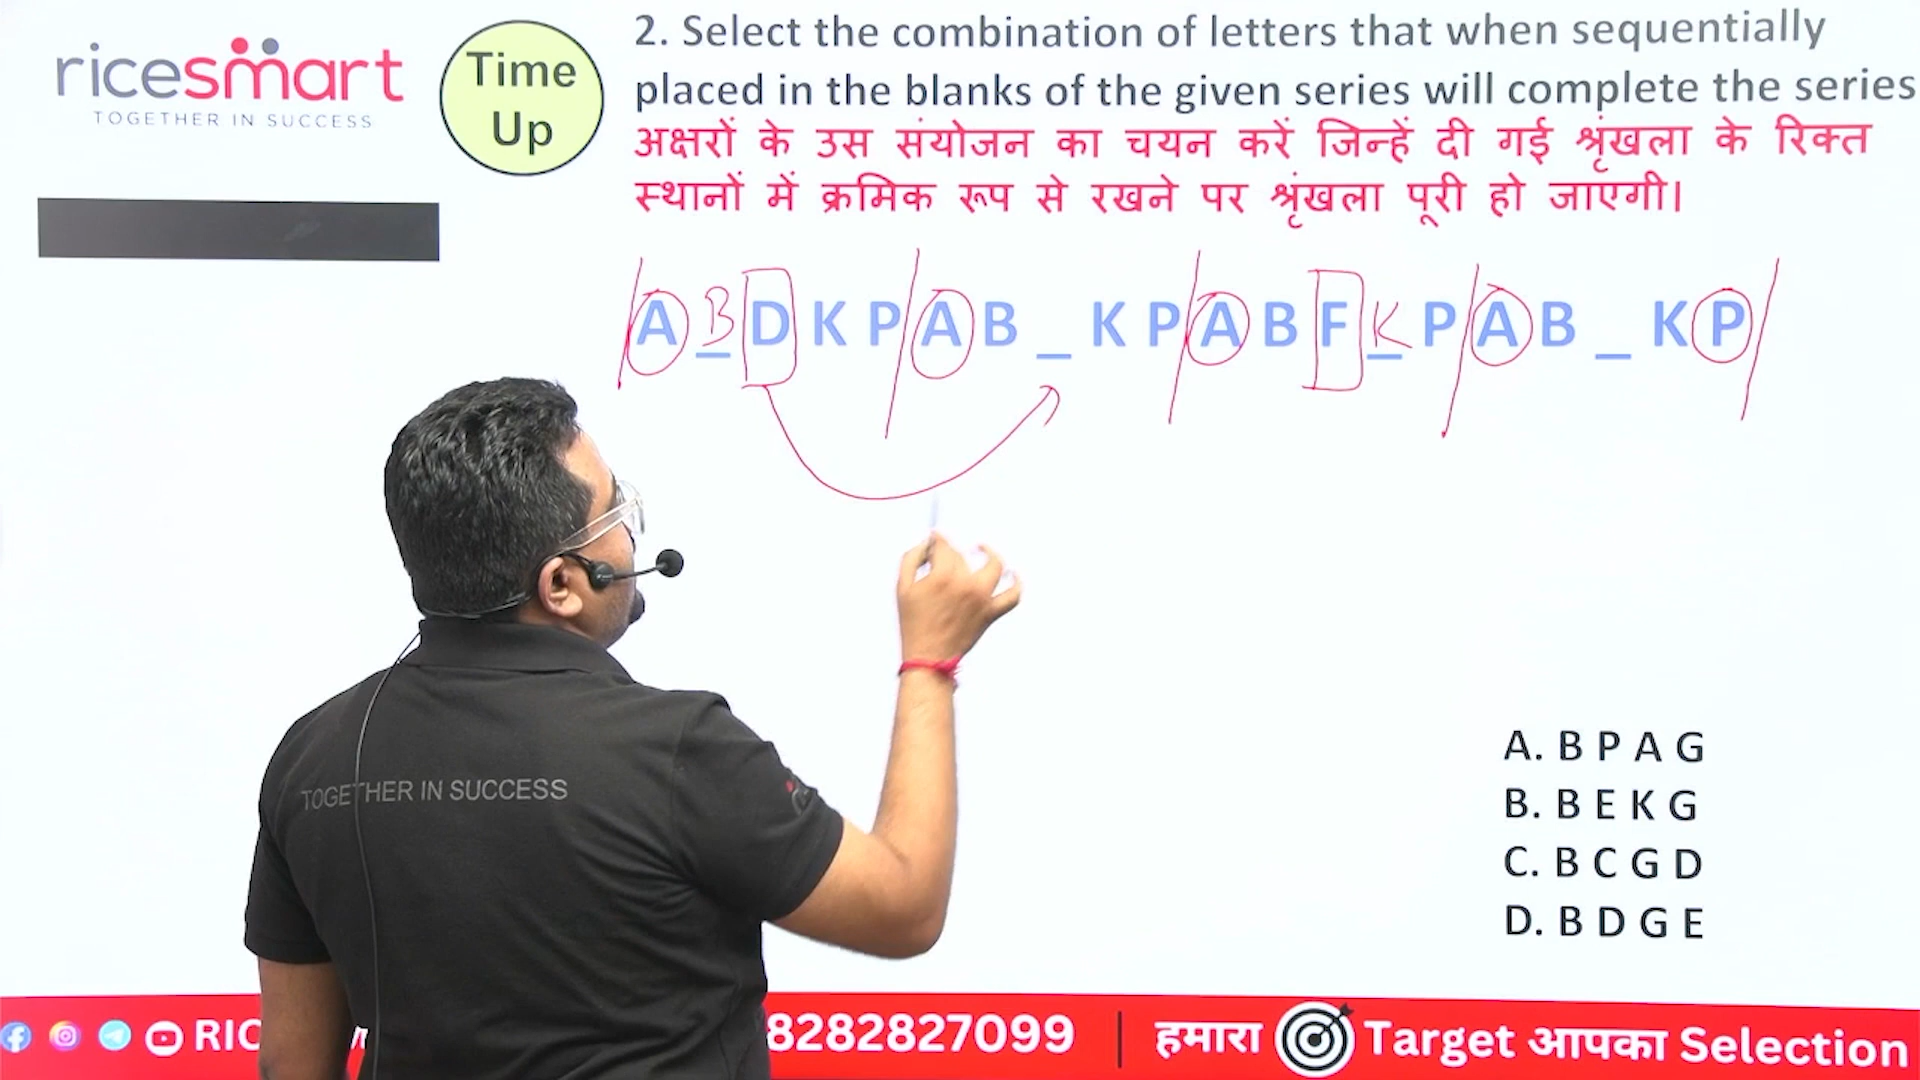 ricesmart
TOGETHER IN SUCCESS
Time
Up
2. Select the combination of letters that when sequentially
placed in the blanks of the given series will complete the series
अक्षरों के उस संयोजन का चयन करें जिन्हें दी गई श्रृंखला के रिक्त
स्थानों में क्रमिक रूप से रखने पर श्रृंखला पूरी हो जाएगी।
A B D K P A B _ K P A B F K P A B _ K P
A. B P A G
B. B E K G
C. B C G D
D. B D G E
TOGETHER IN SUCCESS
8282827099 | हमारा Target आपका Selection